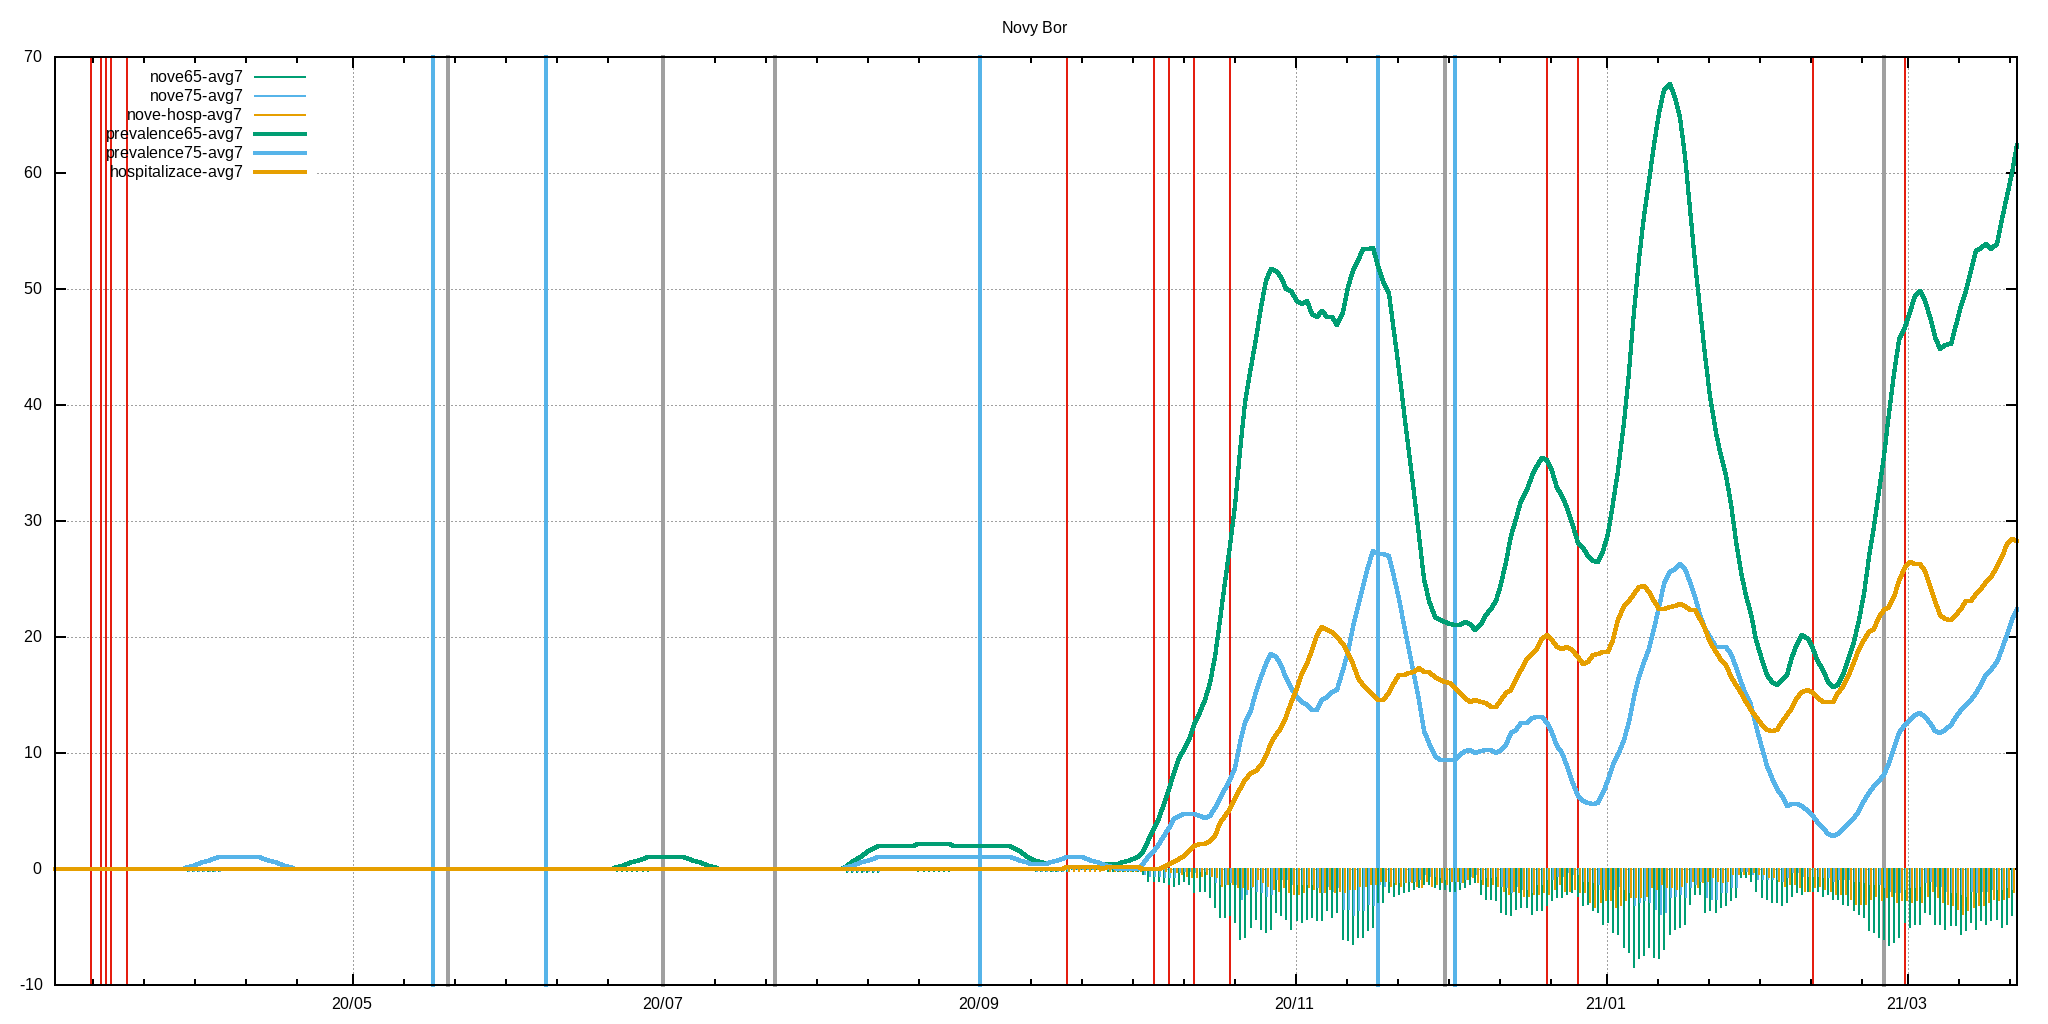 Novy Bor
70
nove65-avg7
nove75-avg7
nove-hosp-avg7
prevalence65-avg7
prevalence75-avg7
hospitalizace-avg7
60
50
40
30
20
10
0
-10
20/05 20/07 20/09 20/11 21/01 21/03